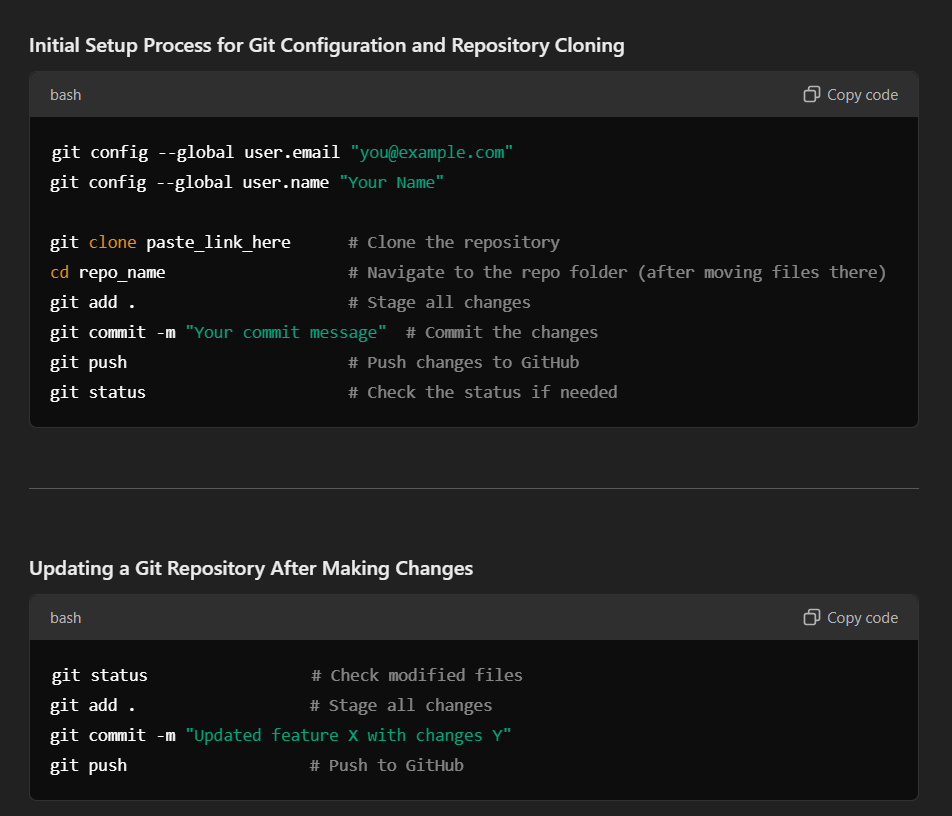 Initial Setup Process for Git Configuration and Repository Cloning
bash
Copy code
git config --global user.email "you@example.com"
git config --global user.name "Your Name"
git clone paste_link_here # Clone the repository
cd repo_name # Navigate to the repo folder (after moving files there)
git add . # Stage all changes
git commit -m "Your commit message" # Commit the changes
git push # Push changes to GitHub
git status # Check the status if needed
Updating a Git Repository After Making Changes
bash
Copy code
git status # Check modified files
git add . # Stage all changes
git commit -m "Updated feature X with changes Y"
git push # Push to GitHub